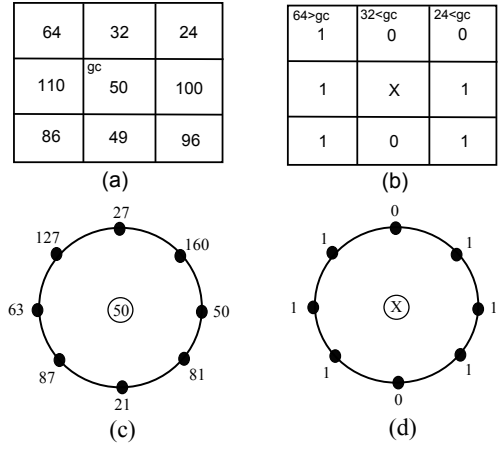 64 32 24
gc
110 50 100
86 49 96
(a)
64>gc 32<gc 24<gc
1 0 0
1 X 1
1 0 1
(b)
27
127 160
63 50 50
87 81
21
(c)
0
1 1
1 X 1
1 1
0
(d)